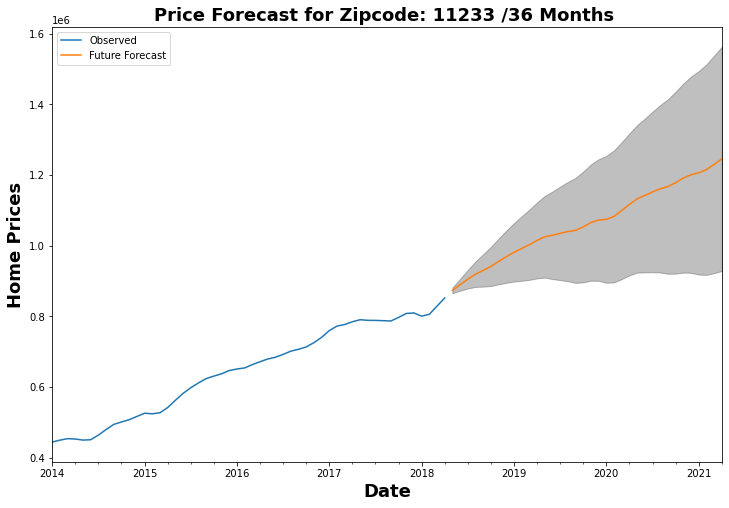 Price Forecast for Zipcode: 11233 /36 Months
1e6
Observed
Future Forecast
1.6
1.4
1.2
1.0
0.8
0.6
0.4
Home Prices
2014 2015 2016 2017 2018 2019 2020 2021
Date